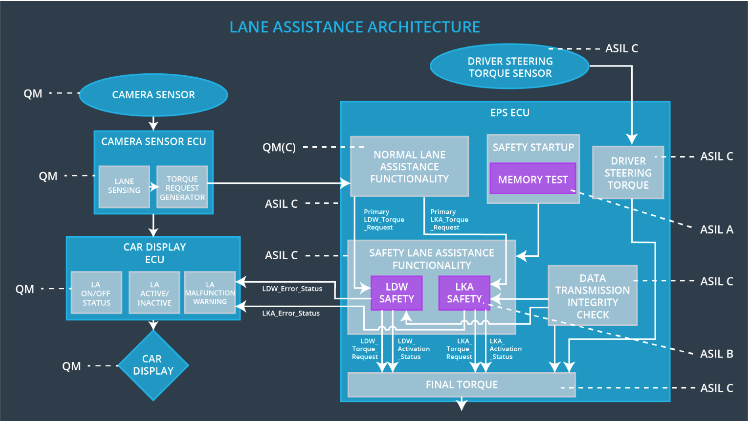 LANE ASSISTANCE ARCHITECTURE
ASIL C
DRIVER STEERING
TORQUE SENSOR
QM
CAMERA SENSOR
EPS ECU
CAMERA SENSOR ECU
QM(C)
NORMAL LANE
ASSISTANCE
FUNCTIONALITY
SAFETY STARTUP
MEMORY TEST
DRIVER
STEERING
TORQUE
ASIL C
QM
LANE
SENSING
TORQUE
REQUEST
GENERATOR
ASIL C
Primary
LDW_Torque
_Request
Primary
LKA_Torque
_Request
ASIL A
CAR DISPLAY
ECU
ASIL C
SAFETY LANE ASSISTANCE
FUNCTIONALITY
QM
LA
ON/OFF
STATUS
LA
ACTIVE/
INACTIVE
LA
MALFUNCTION
WARNING
LDW_Error_Status
LKA_Error_Status
LDW
SAFETY
LKA
SAFETY
DATA
TRANSMISSION
INTEGRITY
CHECK
ASIL C
LDW
Torque
_Request
LDW
Activation
_Status
LKA
Torque
_Request
LKA
Activation
_Status
ASIL B
QM
CAR
DISPLAY
FINAL TORQUE
ASIL C